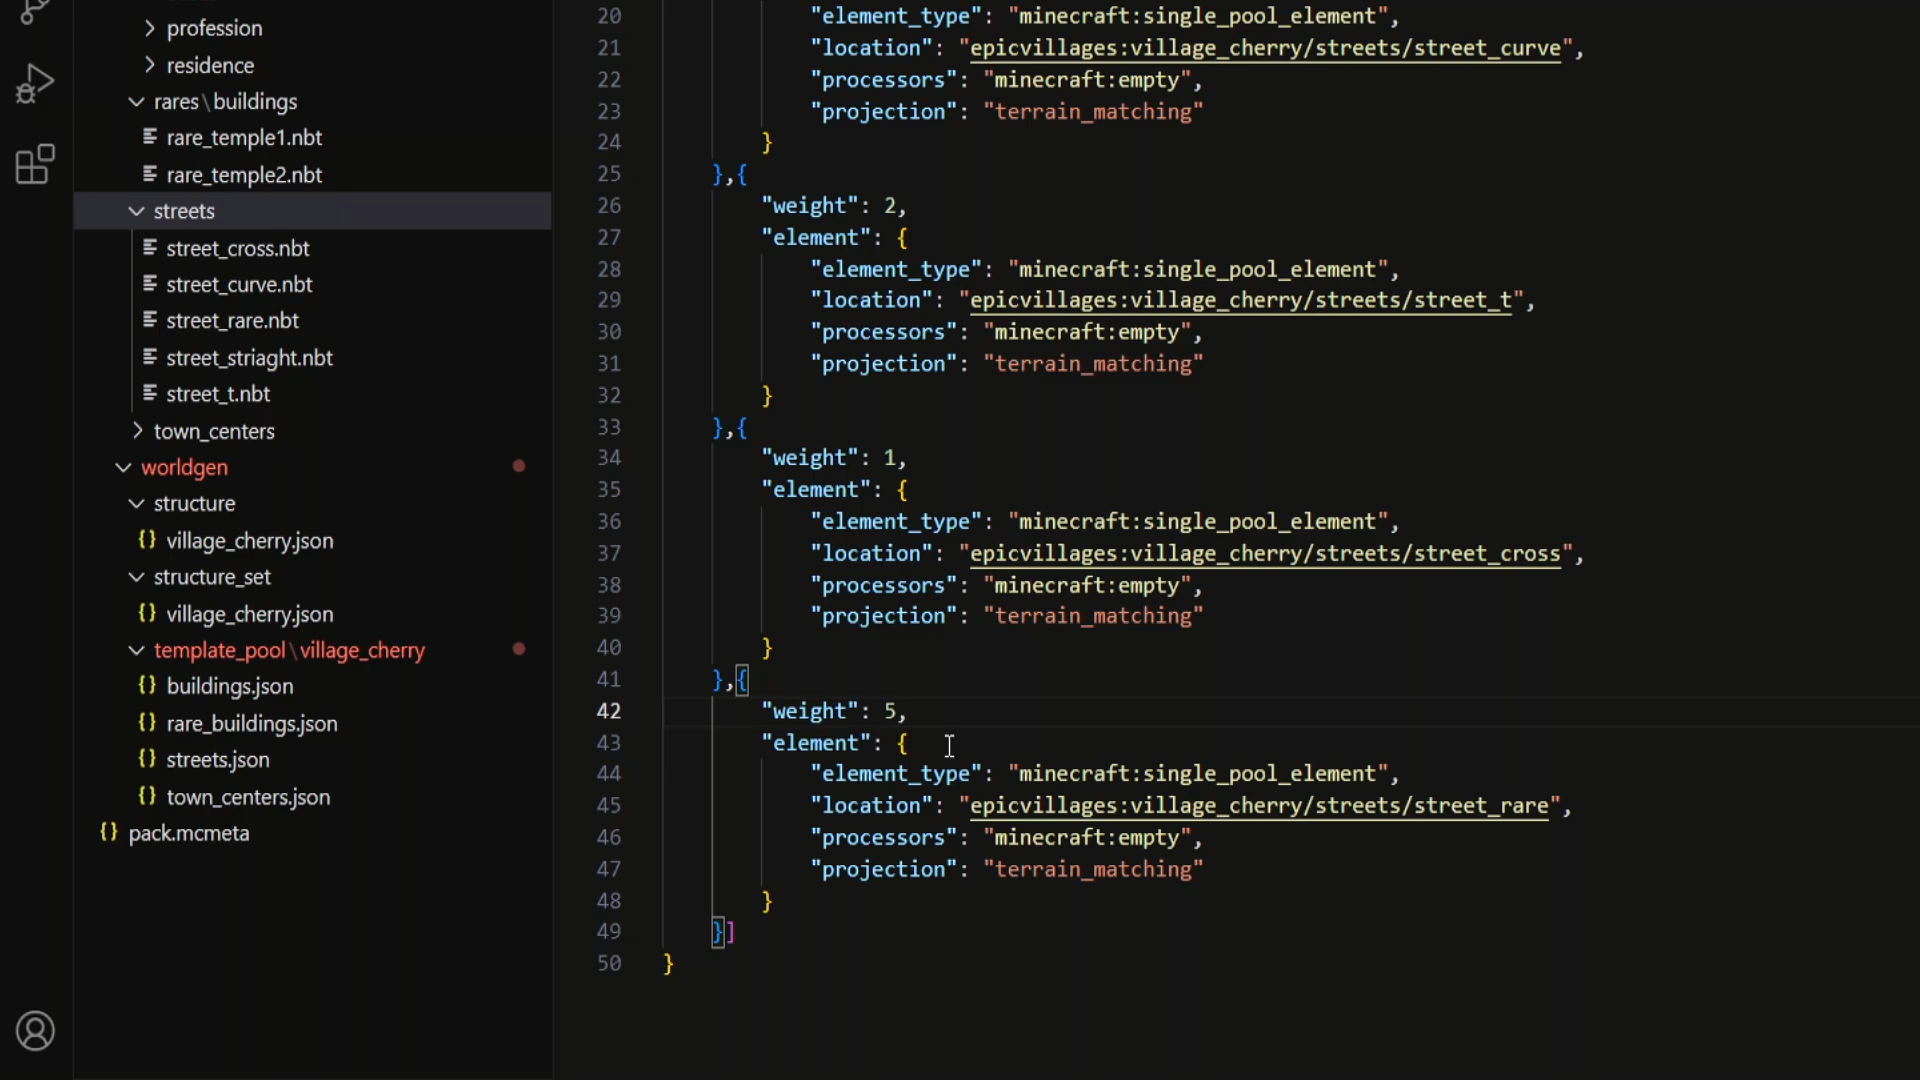 profession
residence
rares\buildings
rare_temple1.nbt
rare_temple2.nbt
streets
street_cross.nbt
street_curve.nbt
street_rare.nbt
street_striaght.nbt
street_t.nbt
town_centers
worldgen
structure
village_cherry.json
structure_set
village_cherry.json
template_pool\village_cherry
{} buildings.json
{} rare_buildings.json
{} streets.json
{} town_centers.json
{} pack.mcmeta
20 "element_type": "minecraft:single_pool_element",
21 "location": "epicvillages:village_cherry/streets/street_curve",
22 "processors": "minecraft:empty",
23 "projection": "terrain_matching"
24 }
25 },{
26 "weight": 2,
27 "element": {
28 "element_type": "minecraft:single_pool_element",
29 "location": "epicvillages:village_cherry/streets/street_t",
30 "processors": "minecraft:empty",
31 "projection": "terrain_matching"
32 }
33 },{
34 "weight": 1,
35 "element": {
36 "element_type": "minecraft:single_pool_element",
37 "location": "epicvillages:village_cherry/streets/street_cross",
38 "processors": "minecraft:empty",
39 "projection": "terrain_matching"
40 }
41 },{
42 "weight": 5,
43 "element": {
44 "element_type": "minecraft:single_pool_element",
45 "location": "epicvillages:village_cherry/streets/street_rare",
46 "processors": "minecraft:empty",
47 "projection": "terrain_matching"
48 }
49 }]
50 }